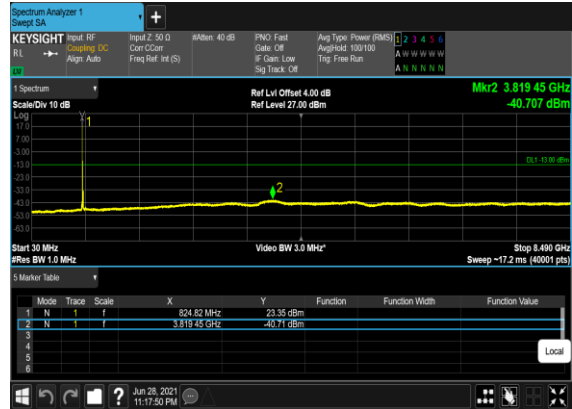 Spectrum Analyzer 1
Swept SA
+
KEYSIGHT Input: RF Input Z: 50 Ω #Atten: 40 dB PNO: Fast Avg Type: Power (RMS) 1 2 3 4 5 6
RL Coupling: DC Corr CCorr Gate: Off Avg|Hold: 100/100 A W W W W W
Align: Auto Freq Ref: Int (S) IF Gain: Low Trig: Free Run
Sig Track: Off A N N N N N
1 Spectrum Ref Lvl Offset 4.00 dB Mkr2 3.819 45 GHz
Scale/Div 10 dB Ref Level 27.00 dBm -40.707 dBm
Log
17.0
7.00
-3.00
-13.0 DL1 -13.00 dBm
-23.0
-33.0
-43.0
-53.0
-63.0
1
2
Start 30 MHz Video BW 3.0 MHz* Stop 8.490 GHz
#Res BW 1.0 MHz Sweep ~17.2 ms (40001 pts)
5 Marker Table
Mode Trace Scale X Y Function Function Width Function Value
1 N 1 f 824.82 MHz 23.35 dBm
2 N 1 f 3.819 45 GHz -40.71 dBm
3
4
5
6
Local
? Jun 28, 2021
11:17:50 PM